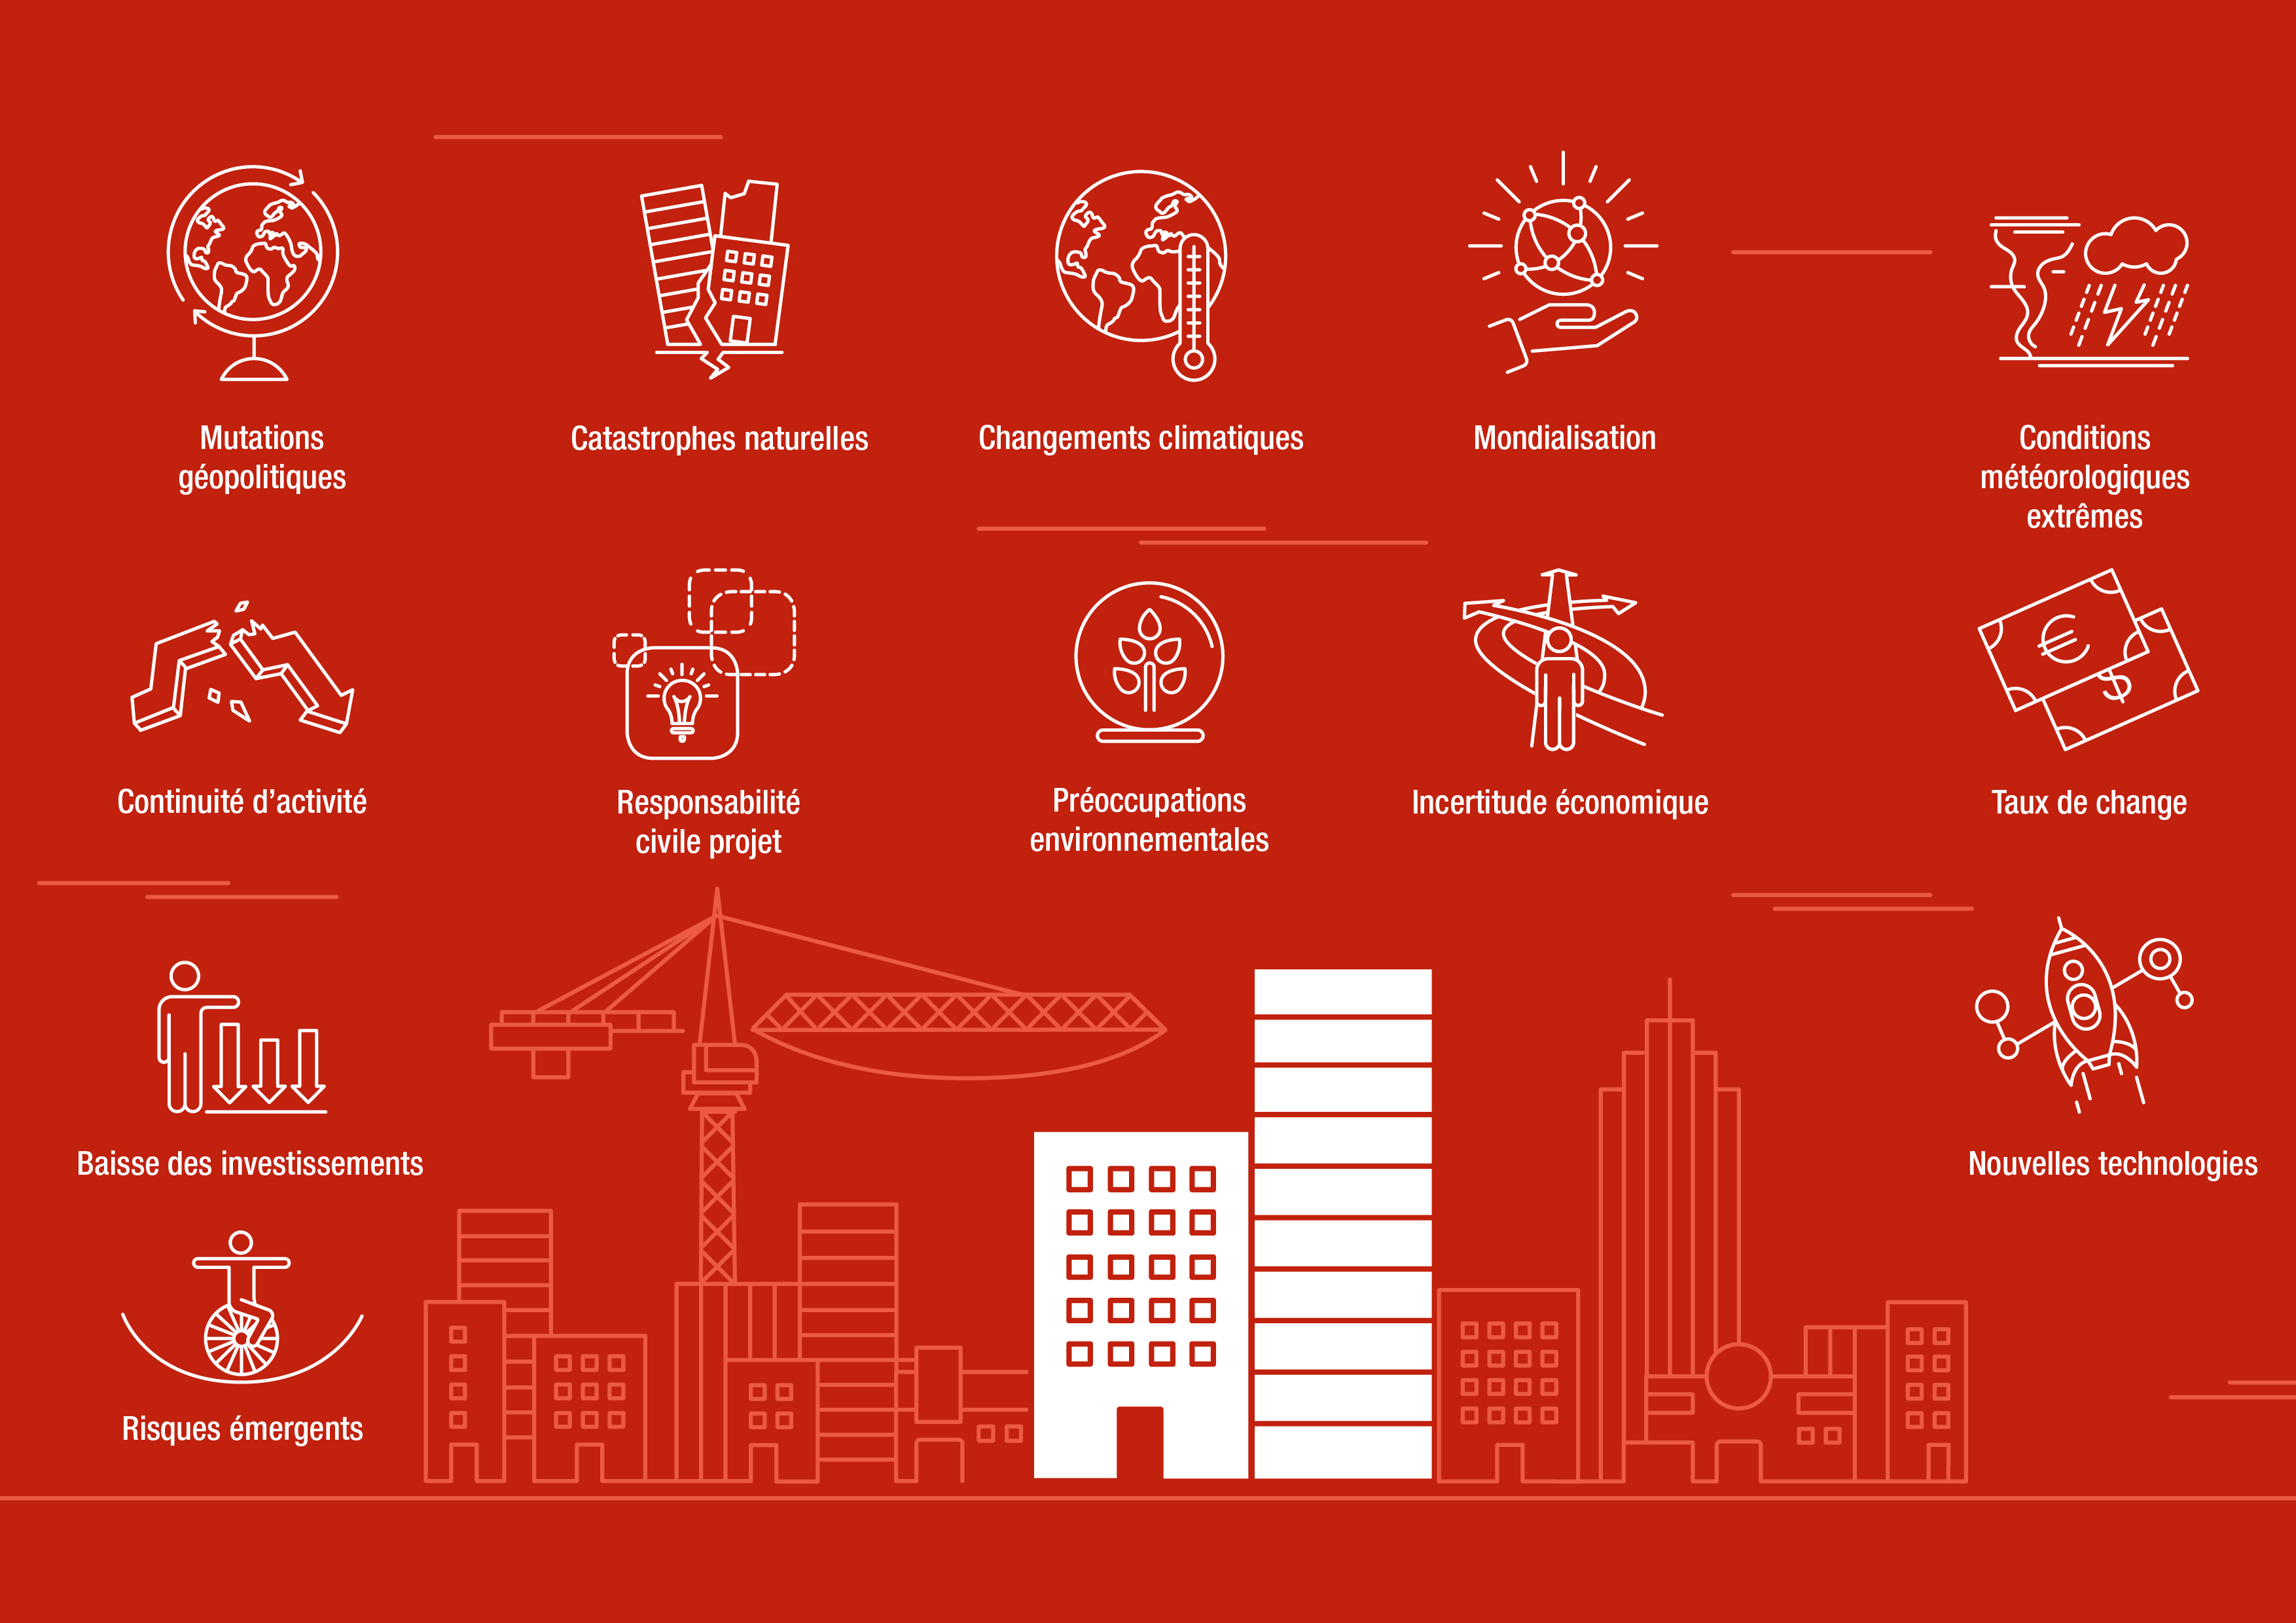 Mutations
géopolitiques
Catastrophes naturelles
Changements climatiques
Mondialisation
Conditions
météorologiques
extrêmes
Continuité d’activité
Responsabilité
civile projet
Préoccupations
environnementales
Incertitude économique
€
$
Taux de change
Baisse des investissements
Nouvelles technologies
Risques émergents